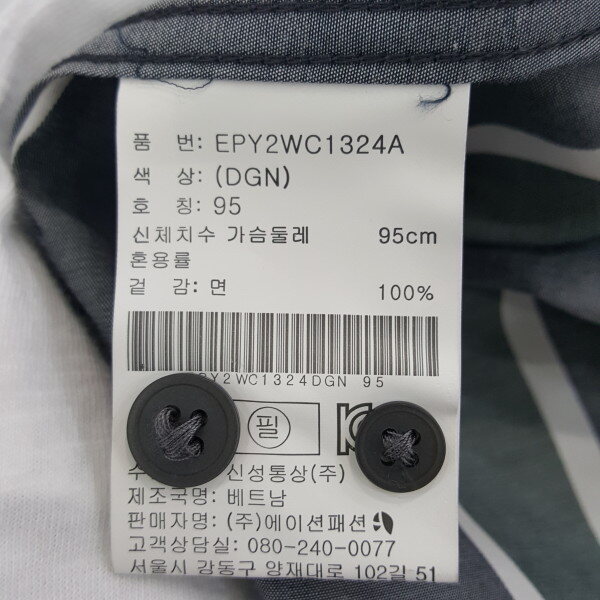 품 번: EPY2WC1324A
색 상: (DGN)
호 칭: 95
신체치수 가슴둘레 95cm
혼용률
겉 감: 면 100%
PY2WC1324DGN 95
필
수 신성통상(주)
제조국명: 베트남
판매자명: (주)에이션패션
고객상담실: 080-240-0077
서울시 강동구 양재대로 102길 51